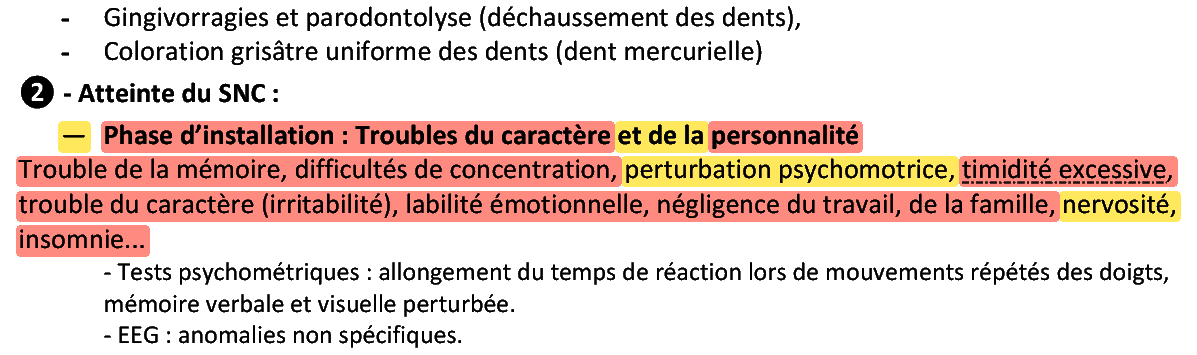 - Gingivorragies et parodontolyse (déchaussement des dents),
- Coloration grisâtre uniforme des dents (dent mercurielle)
❷ - Atteinte du SNC :
— Phase d’installation : Troubles du caractère et de la personnalité
Trouble de la mémoire, difficultés de concentration, perturbation psychomotrice, timidité excessive,
trouble du caractère (irritabilité), labilité émotionnelle, négligence du travail, de la famille, nervosité,
insomnie...
- Tests psychométriques : allongement du temps de réaction lors de mouvements répétés des doigts,
mémoire verbale et visuelle perturbée.
- EEG : anomalies non spécifiques.